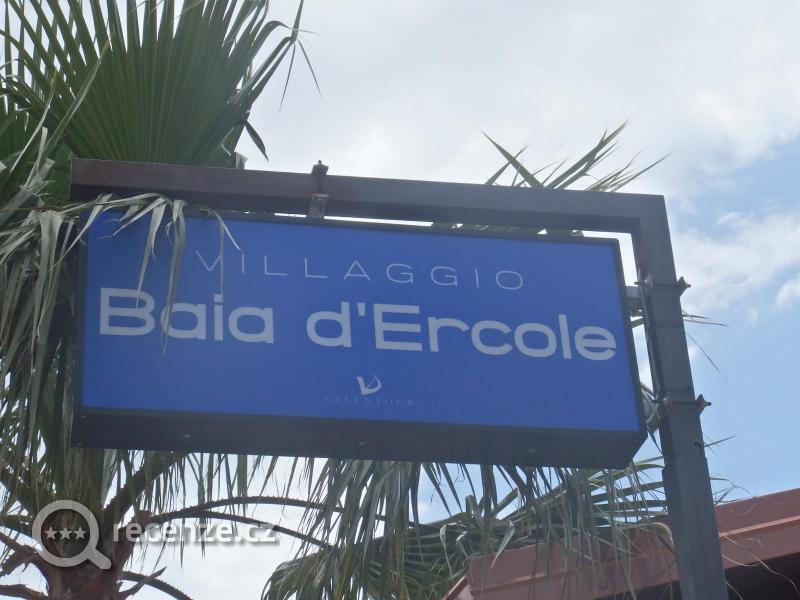 VILLAGGIO
Baia d'Ercole
VALENTOUR
recenze.cz